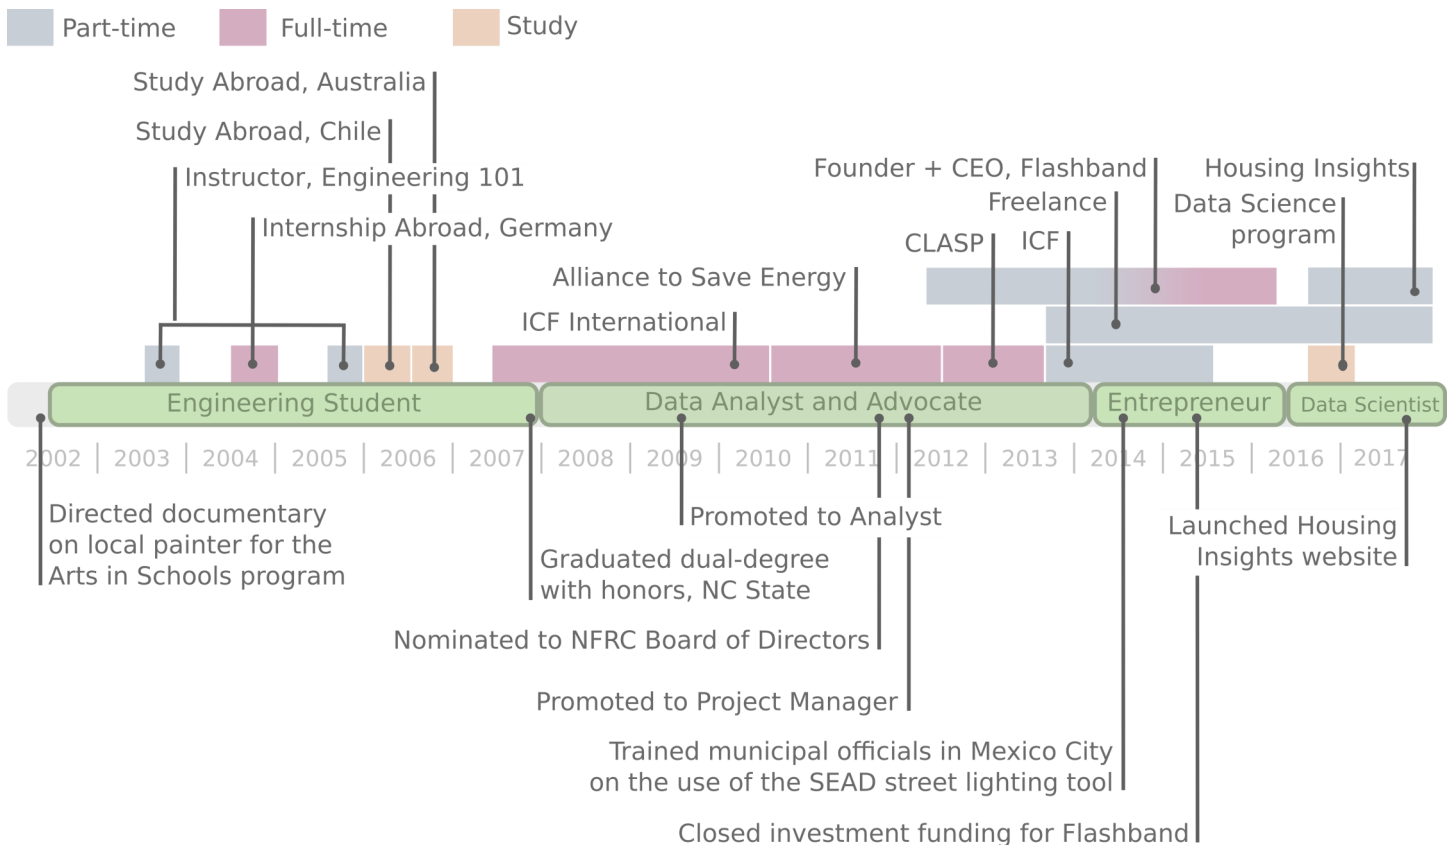 Part-time
Full-time
Study
Study Abroad, Australia
Study Abroad, Chile
Instructor, Engineering 101
Internship Abroad, Germany
Founder + CEO, Flashband
Housing Insights
Freelance
Data Science
program
CLASP
ICF
Alliance to Save Energy
ICF International
Engineering Student
Data Analyst and Advocate
Entrepreneur
Data Scientist
2002 | 2003 | 2004 | 2005 | 2006 | 2007 | 2008 | 2009 | 2010 | 2011 | 2012 | 2013 | 2014 | 2015 | 2016 | 2017
Directed documentary
on local painter for the
Arts in Schools program
Promoted to Analyst
Launched Housing
Insights website
Graduated dual-degree
with honors, NC State
Nominated to NFRC Board of Directors
Promoted to Project Manager
Trained municipal officials in Mexico City
on the use of the SEAD street lighting tool
Closed investment funding for Flashband